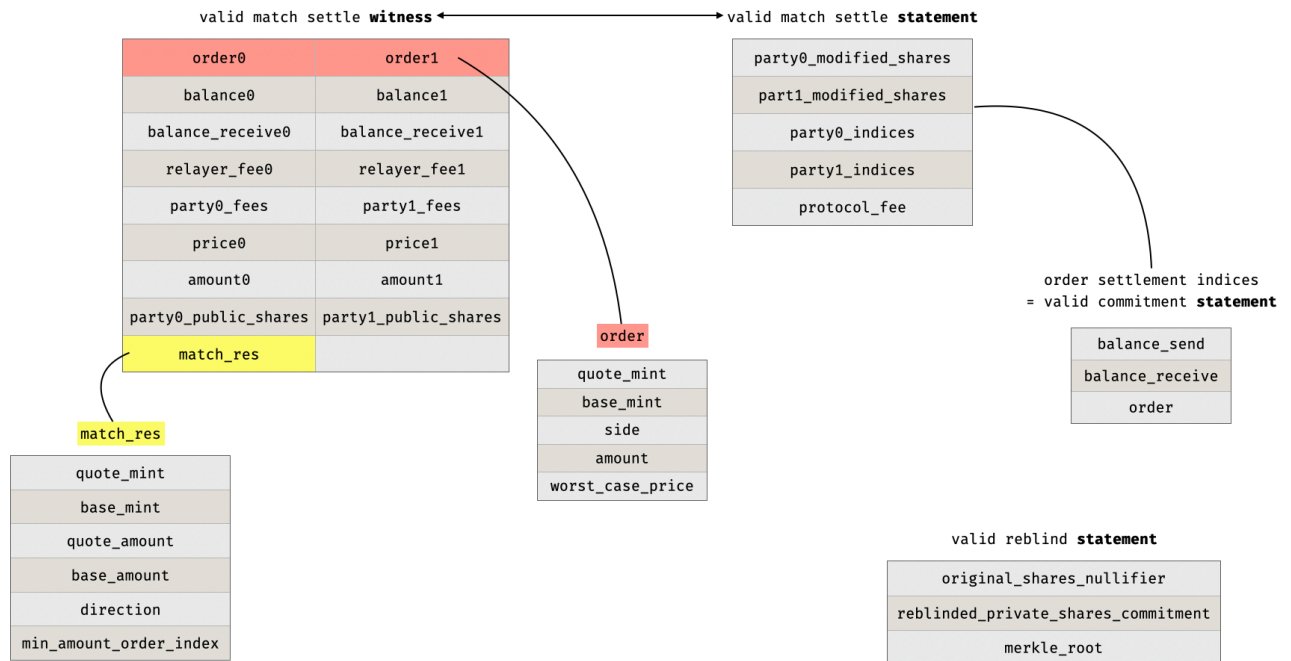 valid match settle witness
valid match settle statement
order0 order1
balance0 balance1
balance_receive0 balance_receive1
relayer_fee0 relayer_fee1
party0_fees party1_fees
price0 price1
amount0 amount1
party0_public_shares party1_public_shares
match_res
party0_modified_shares
part1_modified_shares
party0_indices
party1_indices
protocol_fee
order settlement indices
= valid commitment statement
balance_send
balance_receive
order
order
quote_mint
base_mint
side
amount
worst_case_price
match_res
quote_mint
base_mint
quote_amount
base_amount
direction
min_amount_order_index
valid reblind statement
original_shares_nullifier
reblinded_private_shares_commitment
merkle_root